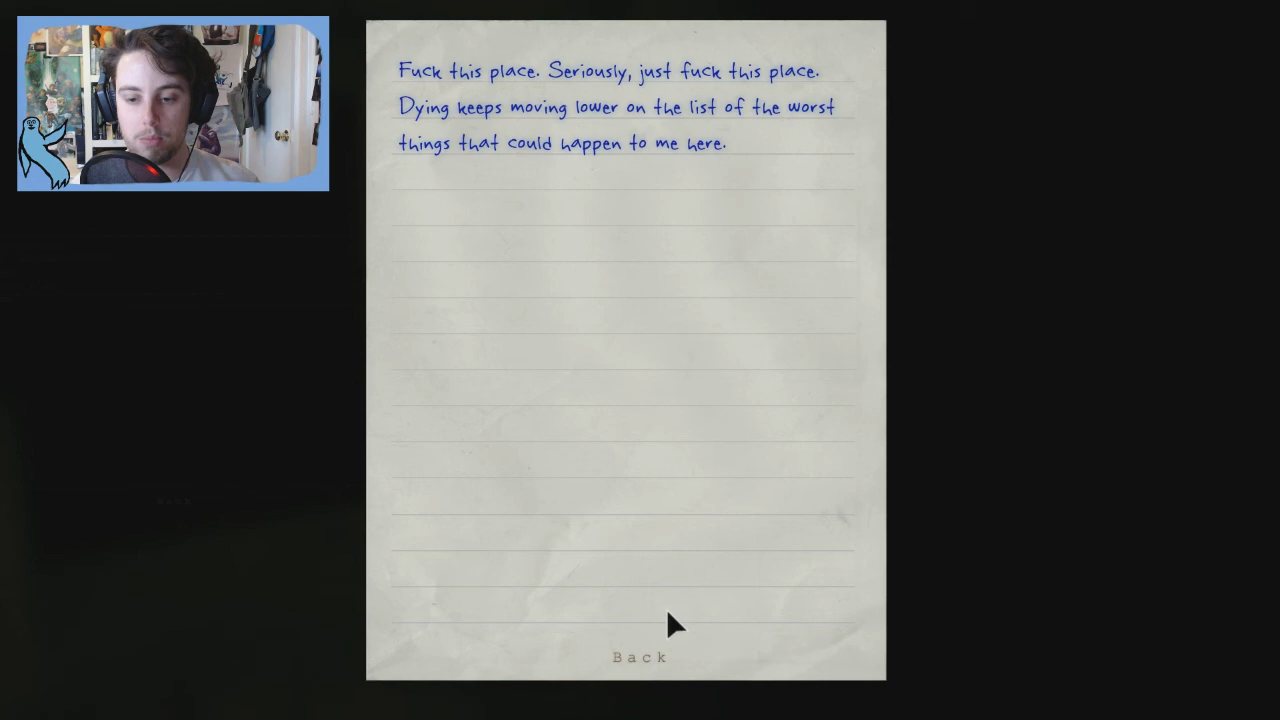 Fuck this place. Seriously, just fuck this place.
Dying keeps moving lower on the list of the worst
things that could happen to me here.
Back